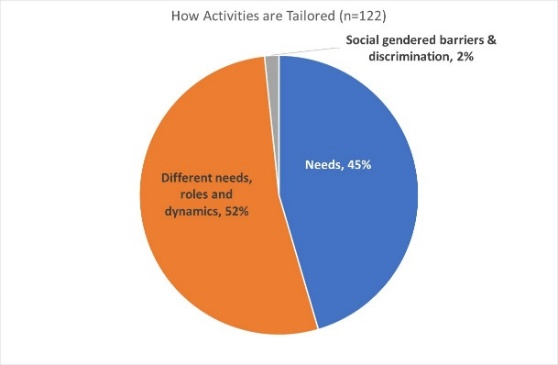 How Activities are Tailored (n=122)
Social gendered barriers &
discrimination, 2%
Needs, 45%
Different needs,
roles and
dynamics, 52%